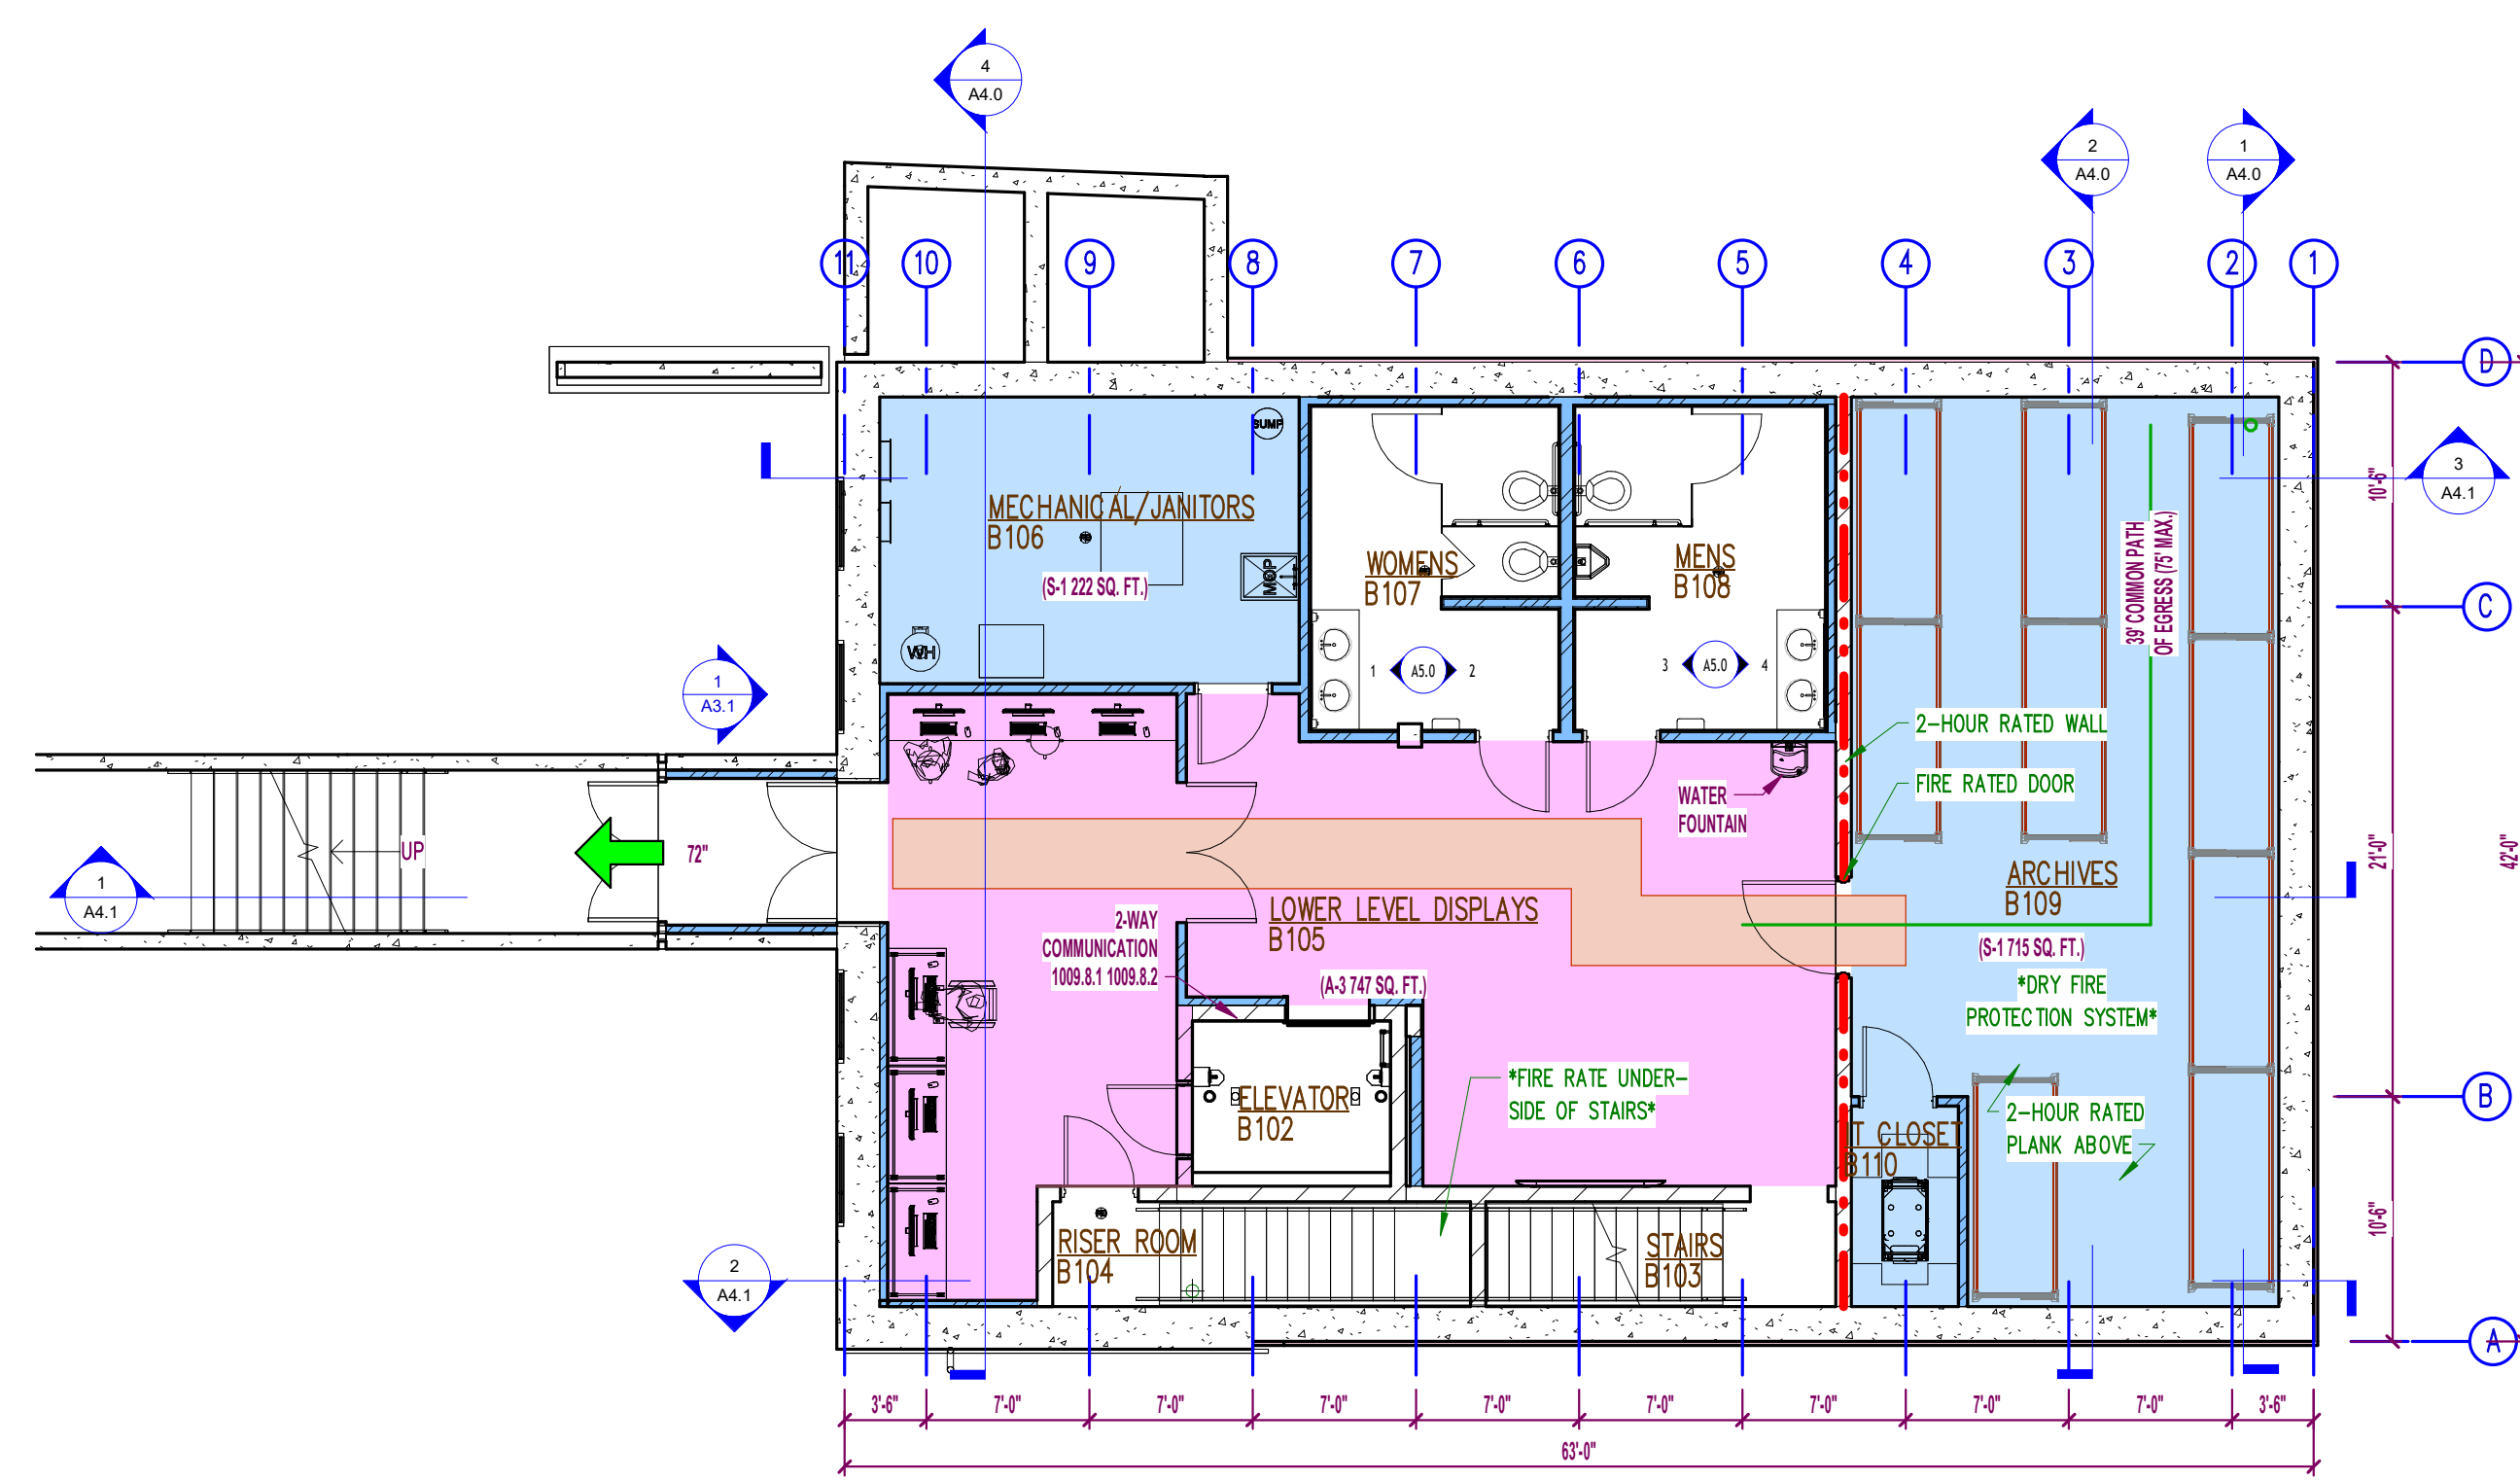 4
A4.0
2
A4.0
1
A4.0
11
10
9
8
7
6
5
4
3
2
1
D
SUMP
3
A4.1
10'-6"
MECHANICAL/JANITORS
B106
(S-1 222 SQ. FT.)
MOP
WH
WOMENS
B107
MENS
B108
39' COMMON PATH
OF EGRESS (75' MAX.)
C
1
A5.0
2
3
A5.0
4
1
A3.1
2-HOUR RATED WALL
FIRE RATED DOOR
WATER
FOUNTAIN
UP
72"
21'-0"
42'-0"
1
A4.1
ARCHIVES
B109
(S-1 715 SQ. FT.)
*DRY FIRE
PROTECTION SYSTEM*
LOWER LEVEL DISPLAYS
B105
(A-3 747 SQ. FT.)
2-WAY
COMMUNICATION
1009.8.1 1009.8.2
*FIRE RATE UNDER-
SIDE OF STAIRS*
ELEVATOR
B102
B
2-HOUR RATED
PLANK ABOVE
IT CLOSET
B110
10'-6"
RISER ROOM
B104
STAIRS
B103
2
A4.1
A
3'-6"
7'-0"
7'-0"
7'-0"
7'-0"
7'-0"
7'-0"
7'-0"
7'-0"
3'-6"
63'-0"